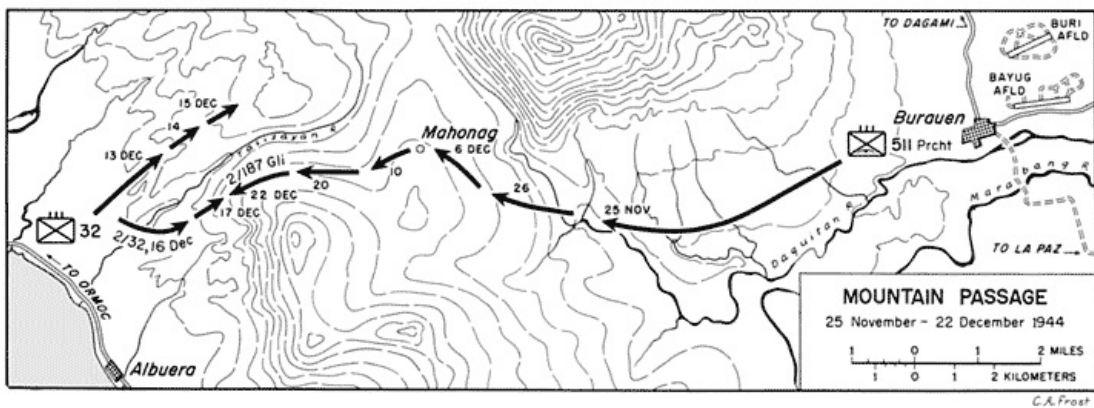 TO DAGAMI
BURI
AFLD
BAYUG
AFLD
Burauen
511 Prcht
Marabang R
Daguitan R
TO LA PAZ
25 NOV
26
Mahonag
6 DEC
10
20
2/187 Gli
22 DEC
17 DEC
15 DEC
14
13 DEC
32
2/32, 16 Dec
TO ORMOC
Albuera
MOUNTAIN PASSAGE
25 November – 22 December 1944
1 0 1 2 MILES
1 0 1 2 KILOMETERS
C.A. Frost